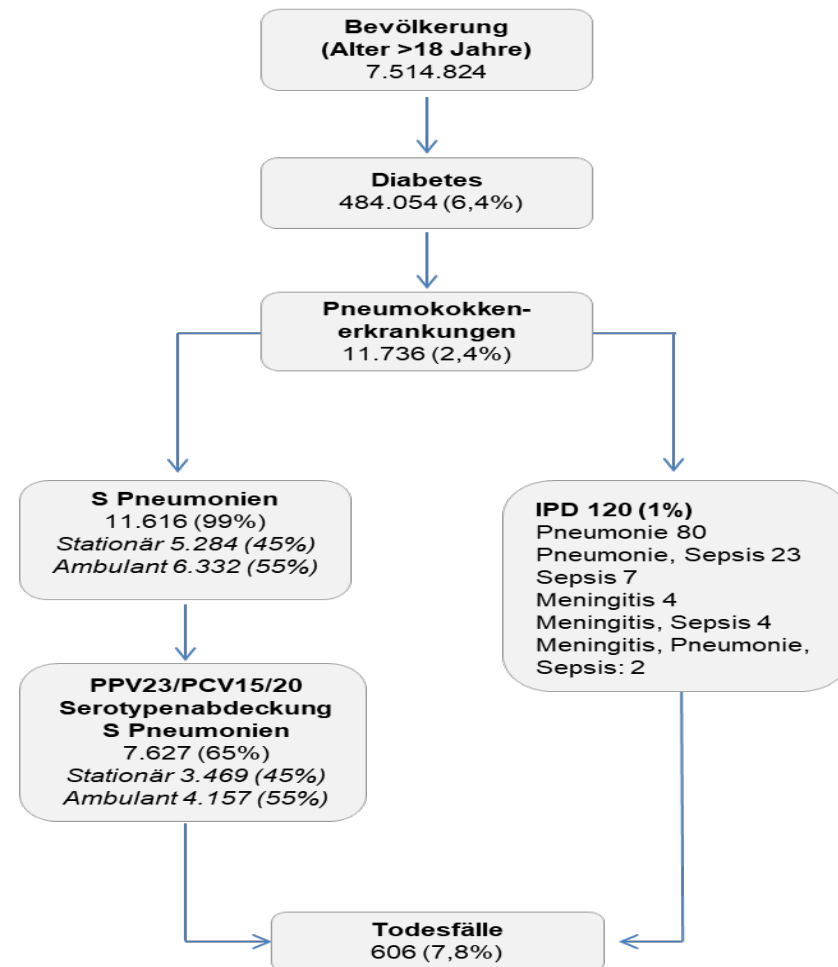 Bevölkerung
(Alter >18 Jahre)
7.514.824
Diabetes
484.054 (6,4%)
Pneumokokken-
erkrankungen
11.736 (2,4%)
S Pneumonien
11.616 (99%)
Stationär 5.284 (45%)
Ambulant 6.332 (55%)
IPD 120 (1%)
Pneumonie 80
Pneumonie, Sepsis 23
Sepsis 7
Meningitis 4
Meningitis, Sepsis 4
Meningitis, Pneumonie,
Sepsis: 2
PPV23/PCV15/20
Serotypenabdeckung
S Pneumonien
7.627 (65%)
Stationär 3.469 (45%)
Ambulant 4.157 (55%)
Todesfälle
606 (7,8%)